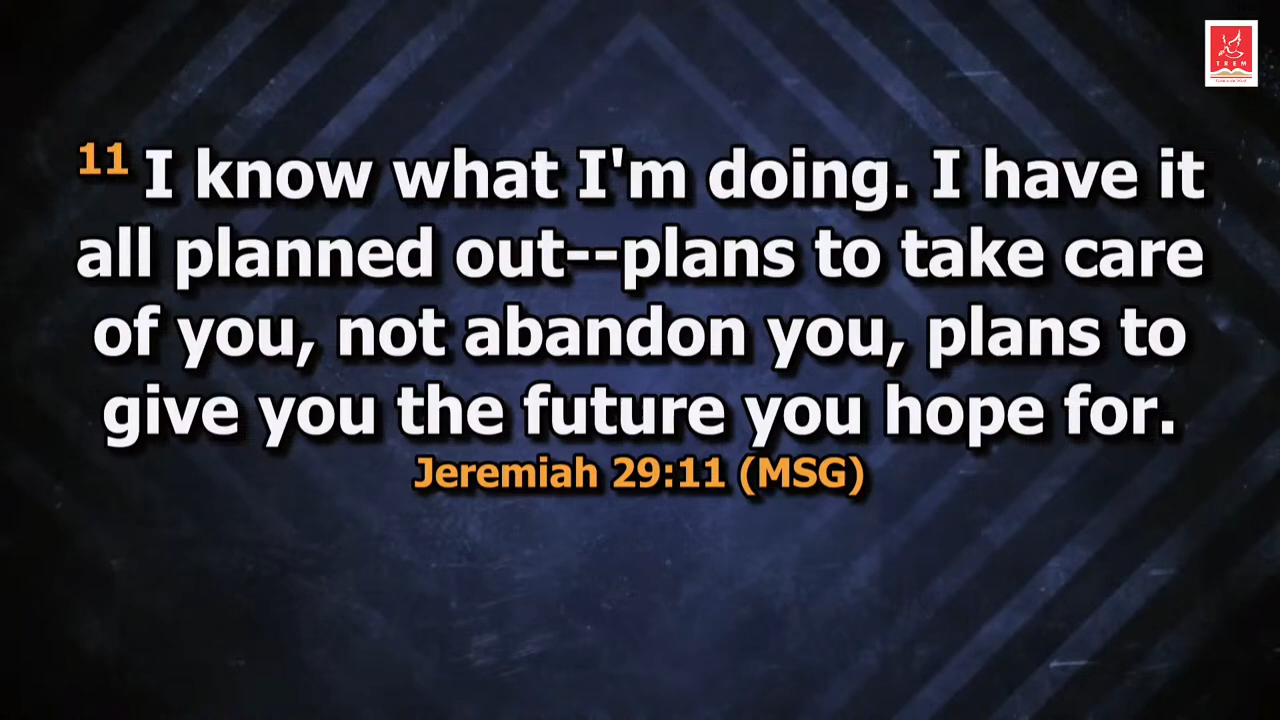 TREM
11 I know what I'm doing. I have it
all planned out--plans to take care
of you, not abandon you, plans to
give you the future you hope for.
Jeremiah 29:11 (MSG)